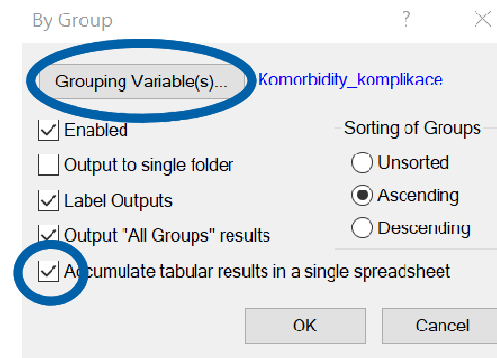 By Group ?
Grouping Variable(s)... Komorbidity_komplikace
Enabled
Sorting of Groups
Output to single folder
Unsorted
Label Outputs
Ascending
Output "All Groups" results
Descending
Accumulate tabular results in a single spreadsheet
OK Cancel